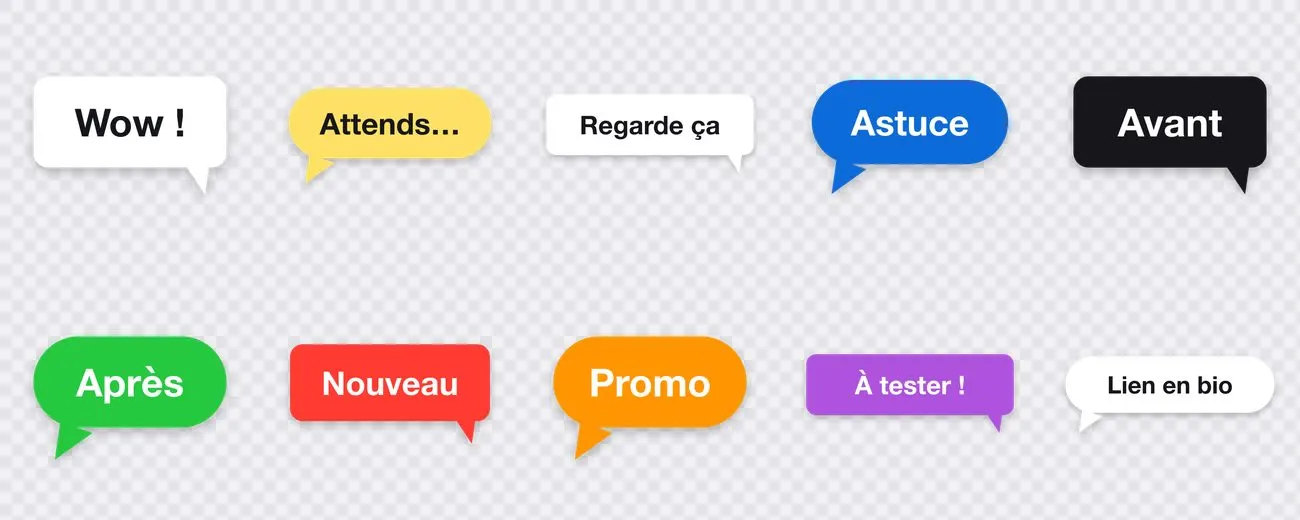 Wow !
Attends...
Regarde ça
Astuce
Avant
Après
Nouveau
Promo
À tester !
Lien en bio